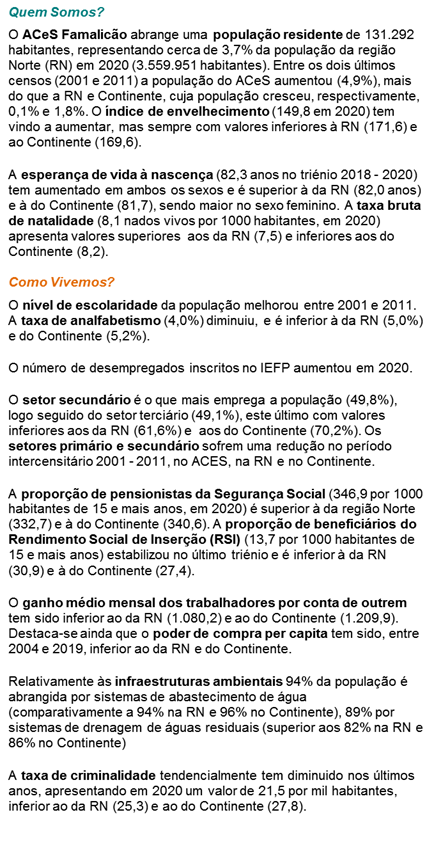 Quem Somos?
O ACeS Famalicão abrange uma população residente de 131.292
habitantes, representando cerca de 3,7% da população da região
Norte (RN) em 2020 (3.559.951 habitantes). Entre os dois últimos
censos (2001 e 2011) a população do ACeS aumentou (4,9%), mais
do que a RN e Continente, cuja população cresceu, respectivamente,
0,1% e 1,8%. O índice de envelhecimento (149,8 em 2020) tem
vindo a aumentar, mas sempre com valores inferiores à RN (171,6) e
ao Continente (169,6).
A esperança de vida à nascença (82,3 anos no triénio 2018 - 2020)
tem aumentado em ambos os sexos e é superior à da RN (82,0 anos)
e à do Continente (81,7), sendo maior no sexo feminino. A taxa bruta
de natalidade (8,1 nados vivos por 1000 habitantes, em 2020)
apresenta valores superiores aos da RN (7,5) e inferiores aos do
Continente (8,2).
Como Vivemos?
O nível de escolaridade da população melhorou entre 2001 e 2011.
A taxa de analfabetismo (4,0%) diminuiu, e é inferior à da RN (5,0%)
e do Continente (5,2%).
O número de desempregados inscritos no IEFP aumentou em 2020.
O setor secundário é o que mais emprega a população (49,8%),
logo seguido do setor terciário (49,1%), este último com valores
inferiores aos da RN (61,6%) e aos do Continente (70,2%). Os
setores primário e secundário sofrem uma redução no período
intercensitário 2001 - 2011, no ACES, na RN e no Continente.
A proporção de pensionistas da Segurança Social (346,9 por 1000
habitantes de 15 e mais anos, em 2020) é superior à da região Norte
(332,7) e à do Continente (340,6). A proporção de beneficiários do
Rendimento Social de Inserção (RSI) (13,7 por 1000 habitantes de
15 e mais anos) estabilizou no último triénio e é inferior à da RN
(30,9) e à do Continente (27,4).
O ganho médio mensal dos trabalhadores por conta de outrem
tem sido inferior ao da RN (1.080,2) e ao do Continente (1.209,9).
Destaca-se ainda que o poder de compra per capita tem sido, entre
2004 e 2019, inferior ao da RN e do Continente.
Relativamente às infraestruturas ambientais 94% da população é
abrangida por sistemas de abastecimento de água
(comparativamente a 94% na RN e 96% no Continente), 89% por
sistemas de drenagem de águas residuais (superior aos 82% na RN e
86% no Continente)
A taxa de criminalidade tendencialmente tem diminuido nos últimos
anos, apresentando em 2020 um valor de 21,5 por mil habitantes,
inferior ao da RN (25,3) e ao do Continente (27,8).